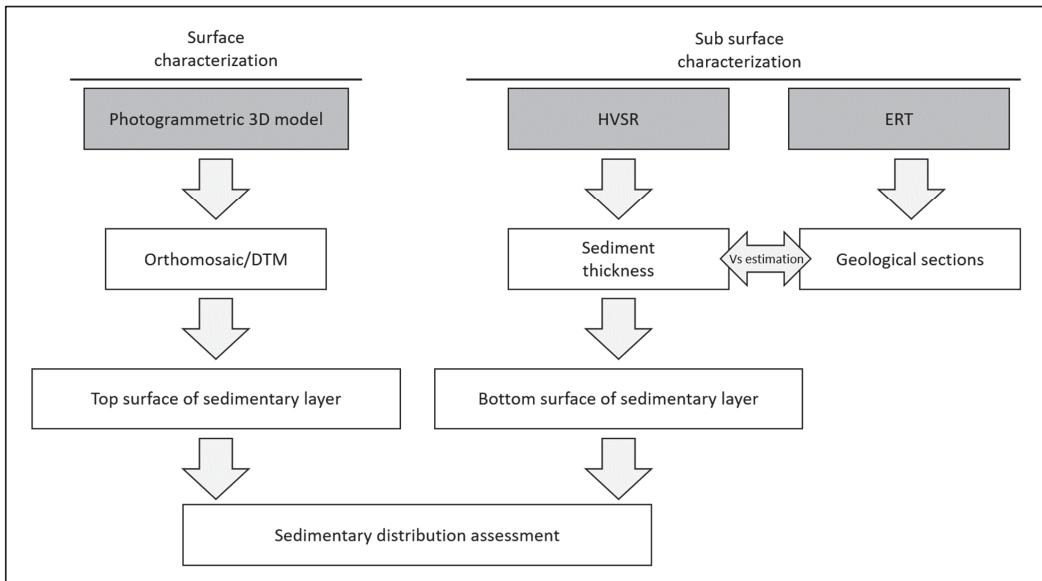 Surface
characterization
Sub surface
characterization
Photogrammetric 3D model
HVSR
ERT
Orthomosaic/DTM
Sediment
thickness
Vs estimation
Geological sections
Top surface of sedimentary layer
Bottom surface of sedimentary layer
Sedimentary distribution assessment